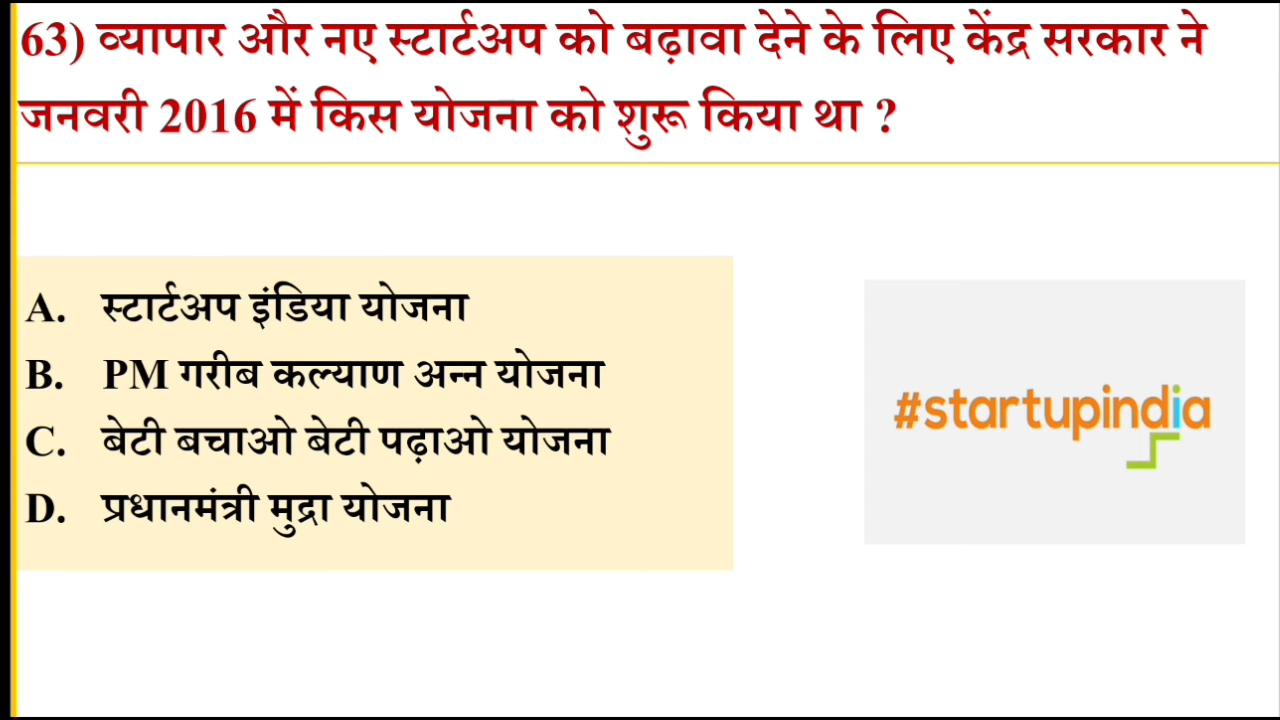 63) व्यापार और नए स्टार्टअप को बढ़ावा देने के लिए केंद्र सरकार ने
जनवरी 2016 में किस योजना को शुरू किया था ?
A. स्टार्टअप इंडिया योजना
B. PM गरीब कल्याण अन्न योजना
C. बेटी बचाओ बेटी पढ़ाओ योजना
D. प्रधानमंत्री मुद्रा योजना
#startupindia